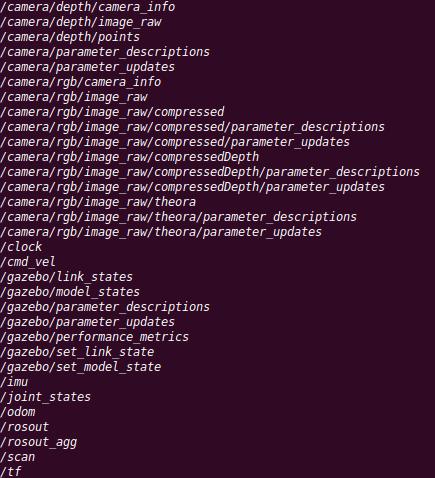 /camera/depth/camera_info
/camera/depth/image_raw
/camera/depth/points
/camera/parameter_descriptions
/camera/parameter_updates
/camera/rgb/camera_info
/camera/rgb/image_raw
/camera/rgb/image_raw/compressed
/camera/rgb/image_raw/compressed/parameter_descriptions
/camera/rgb/image_raw/compressed/parameter_updates
/camera/rgb/image_raw/compressedDepth
/camera/rgb/image_raw/compressedDepth/parameter_descriptions
/camera/rgb/image_raw/compressedDepth/parameter_updates
/camera/rgb/image_raw/theora
/camera/rgb/image_raw/theora/parameter_descriptions
/camera/rgb/image_raw/theora/parameter_updates
/clock
/cmd_vel
/gazebo/link_states
/gazebo/model_states
/gazebo/parameter_descriptions
/gazebo/parameter_updates
/gazebo/performance_metrics
/gazebo/set_link_state
/gazebo/set_model_state
/imu
/joint_states
/odom
/rosout
/rosout_agg
/scan
/tf